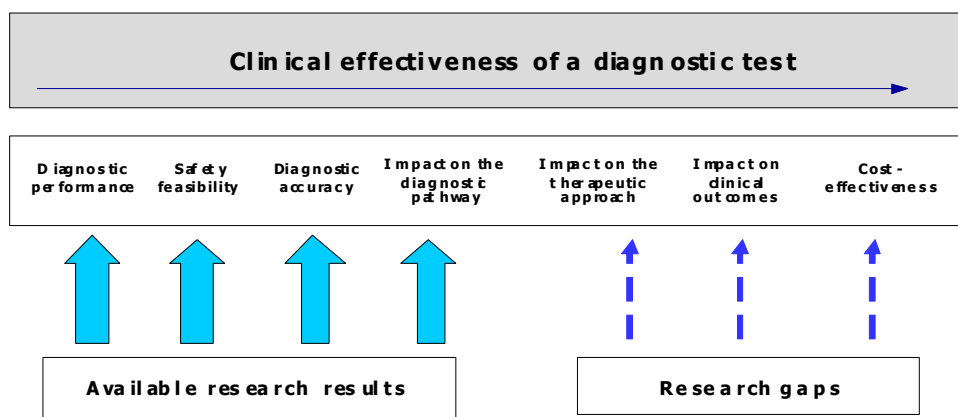 Clinical effectiveness of a diagnostic test
Diagnostic
performance
Safety
feasibility
Diagnostic
accuracy
Impact on the
diagnostic
pathway
Impact on the
therapeutic
approach
Impact on
clinical
outcomes
Cost-
effectiveness
Available research results
Research gaps